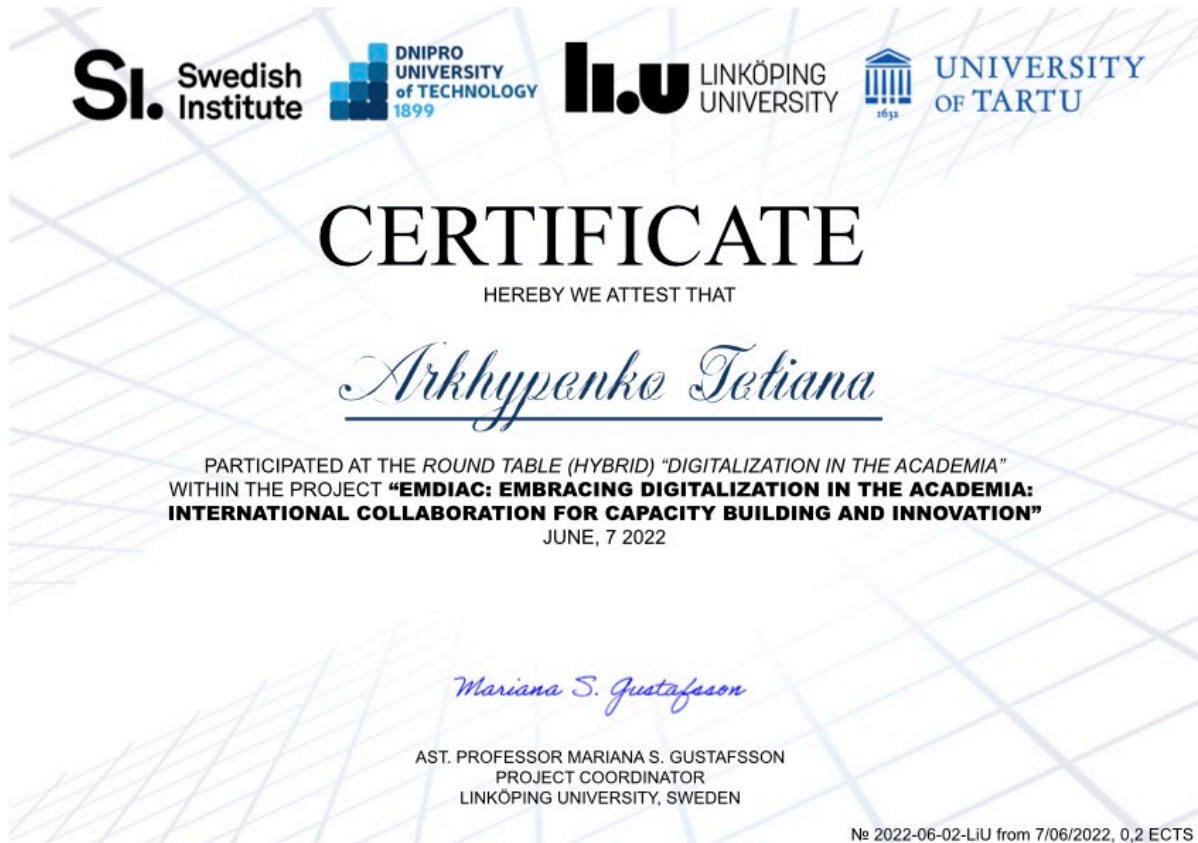 SI. Swedish Institute
DNIPRO UNIVERSITY of TECHNOLOGY 1899
li.u LINKÖPING UNIVERSITY
1632 UNIVERSITY OF TARTU
CERTIFICATE
HEREBY WE ATTEST THAT
Arkhypenko Tetiana
PARTICIPATED AT THE ROUND TABLE (HYBRID) “DIGITALIZATION IN THE ACADEMIA”
WITHIN THE PROJECT “EMDIAC: EMBRACING DIGITALIZATION IN THE ACADEMIA:
INTERNATIONAL COLLABORATION FOR CAPACITY BUILDING AND INNOVATION”
JUNE, 7 2022
Mariana S. Gustafsson
AST. PROFESSOR MARIANA S. GUSTAFSSON
PROJECT COORDINATOR
LINKÖPING UNIVERSITY, SWEDEN
№ 2022-06-02-LiU from 7/06/2022, 0,2 ECTS